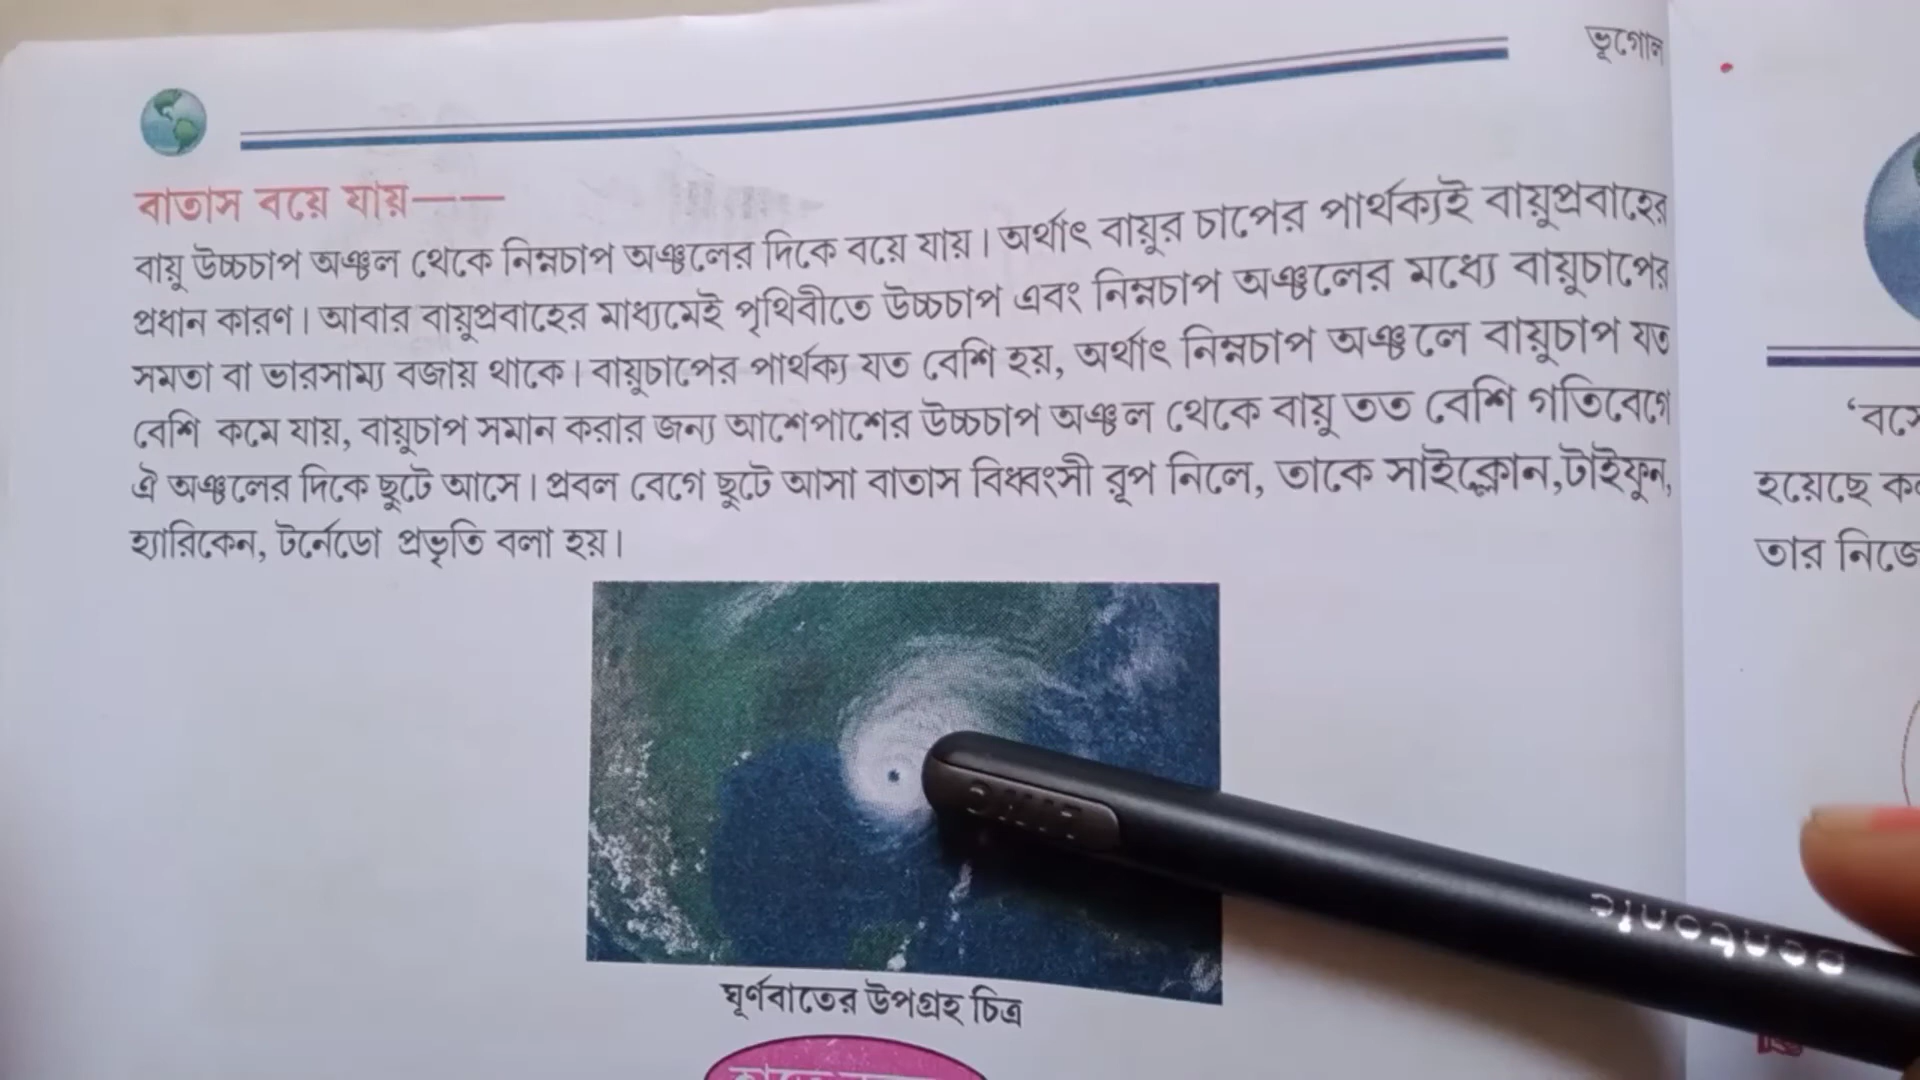 ভূগোল
বাতাস বয়ে যায়——
বায়ু উচ্চচাপ অঞ্চল থেকে নিম্নচাপ অঞ্চলের দিকে বয়ে যায়। অর্থাৎ বায়ুর চাপের পার্থক্যই বায়ুপ্রবাহের
প্রধান কারণ। আবার বায়ুপ্রবাহের মাধ্যমেই পৃথিবীতে উচ্চচাপ এবং নিম্নচাপ অঞ্চলের মধ্যে বায়ুচাপের
সমতা বা ভারসাম্য বজায় থাকে। বায়ুচাপের পার্থক্য যত বেশি হয়, অর্থাৎ নিম্নচাপ অঞ্চলে বায়ুচাপ যত
বেশি কমে যায়, বায়ুচাপ সমান করার জন্য আশেপাশের উচ্চচাপ অঞ্চল থেকে বায়ু তত বেশি গতিবেগে
ঐ অঞ্চলের দিকে ছুটে আসে। প্রবল বেগে ছুটে আসা বাতাস বিধ্বংসী রূপ নিলে, তাকে সাইক্লোন,টাইফুন,
হ্যারিকেন, টর্নেডো প্রভৃতি বলা হয়।
ঘূর্ণবাতের উপগ্রহ চিত্র
হয়েছে
তার
pentonic